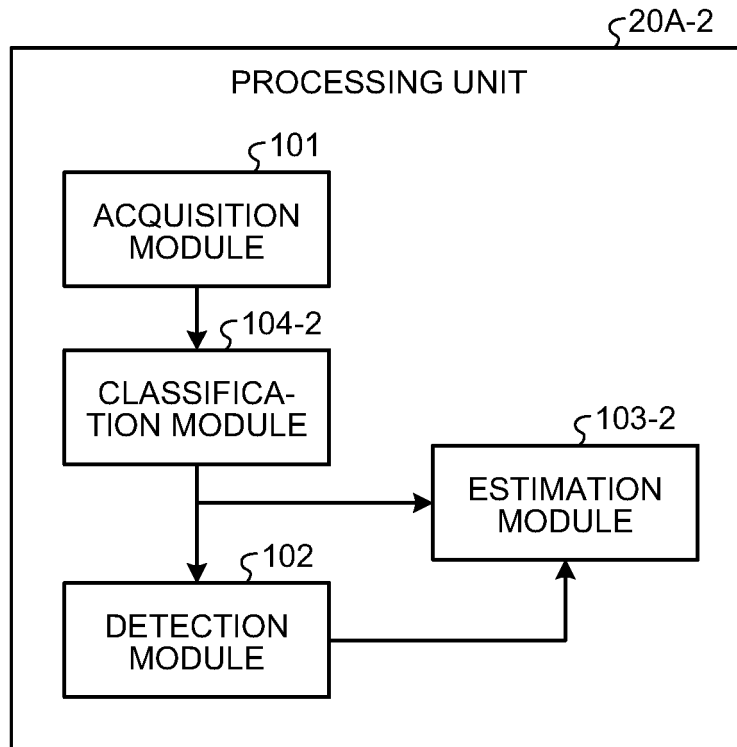 20A-2
PROCESSING UNIT
101
ACQUISITION
MODULE
104-2
CLASSIFICA-
TION MODULE
103-2
ESTIMATION
MODULE
102
DETECTION
MODULE